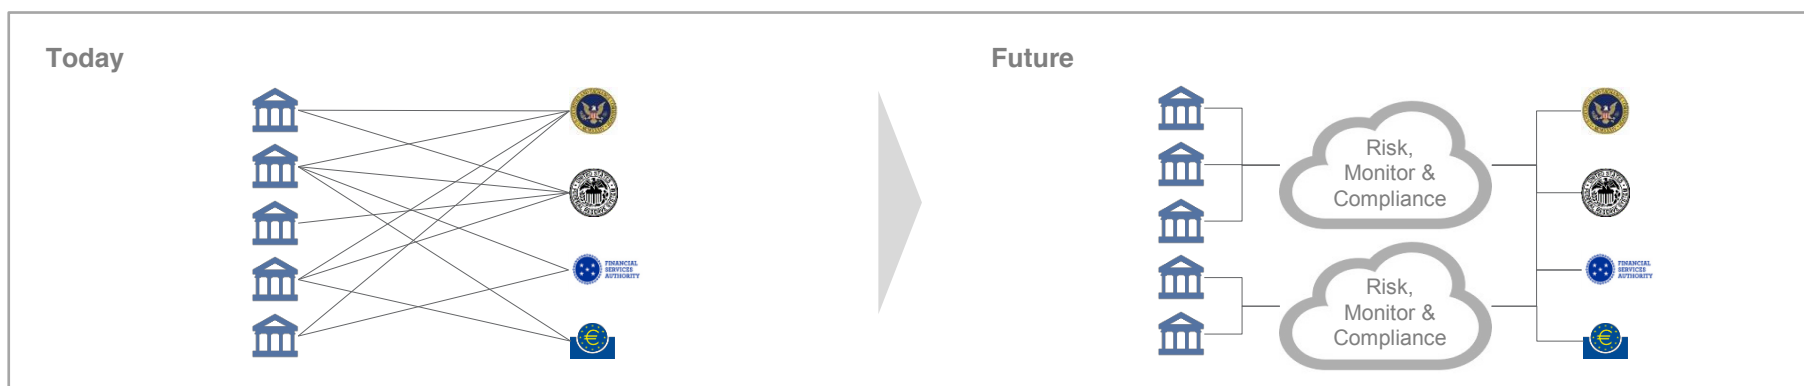 Today
Future
FINANCIAL
SERVICES
AUTHORITY
Risk,
Monitor &
Compliance
Risk,
Monitor &
Compliance
FINANCIAL
SERVICES
AUTHORITY